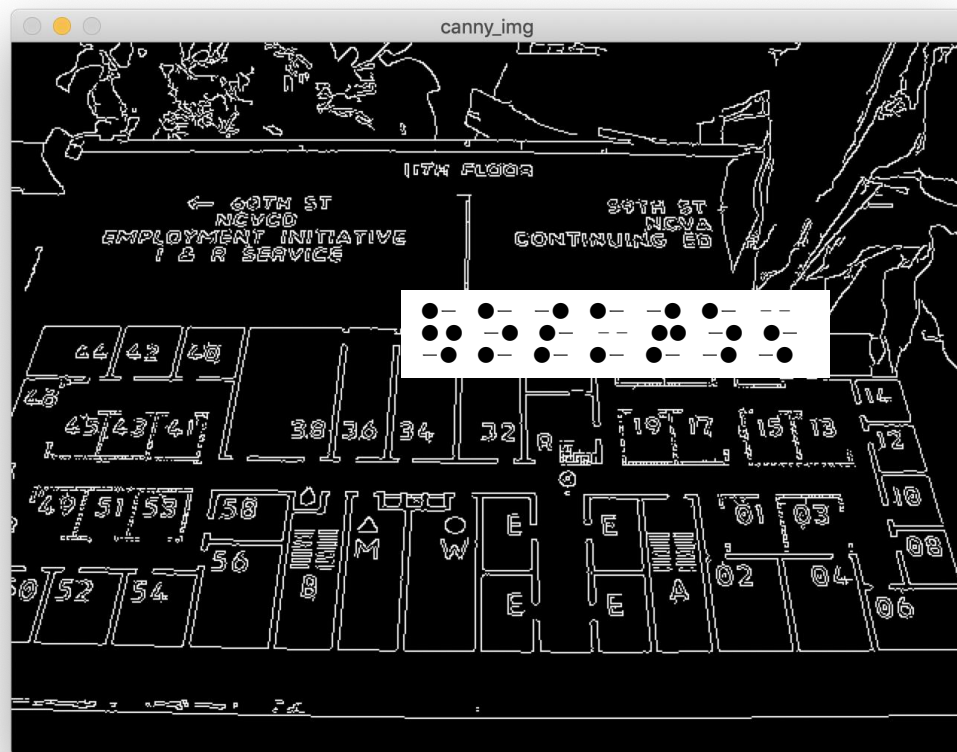 canny_img
11TH FLOOR
← 60TH ST
NCVCD
EMPLOYMENT INITIATIVE
I & R SERVICE
59TH ST
NCVA
CONTINUING ED
⠳⠕⠎⠅⠞⠱⠢
44 42 40
48 14
45 43 41 38 36 34 32 R 19 17 15 13 12
49 51 53 58 E E 01 03 10
M W 08
56 02 04
50 52 54 B E E A 06